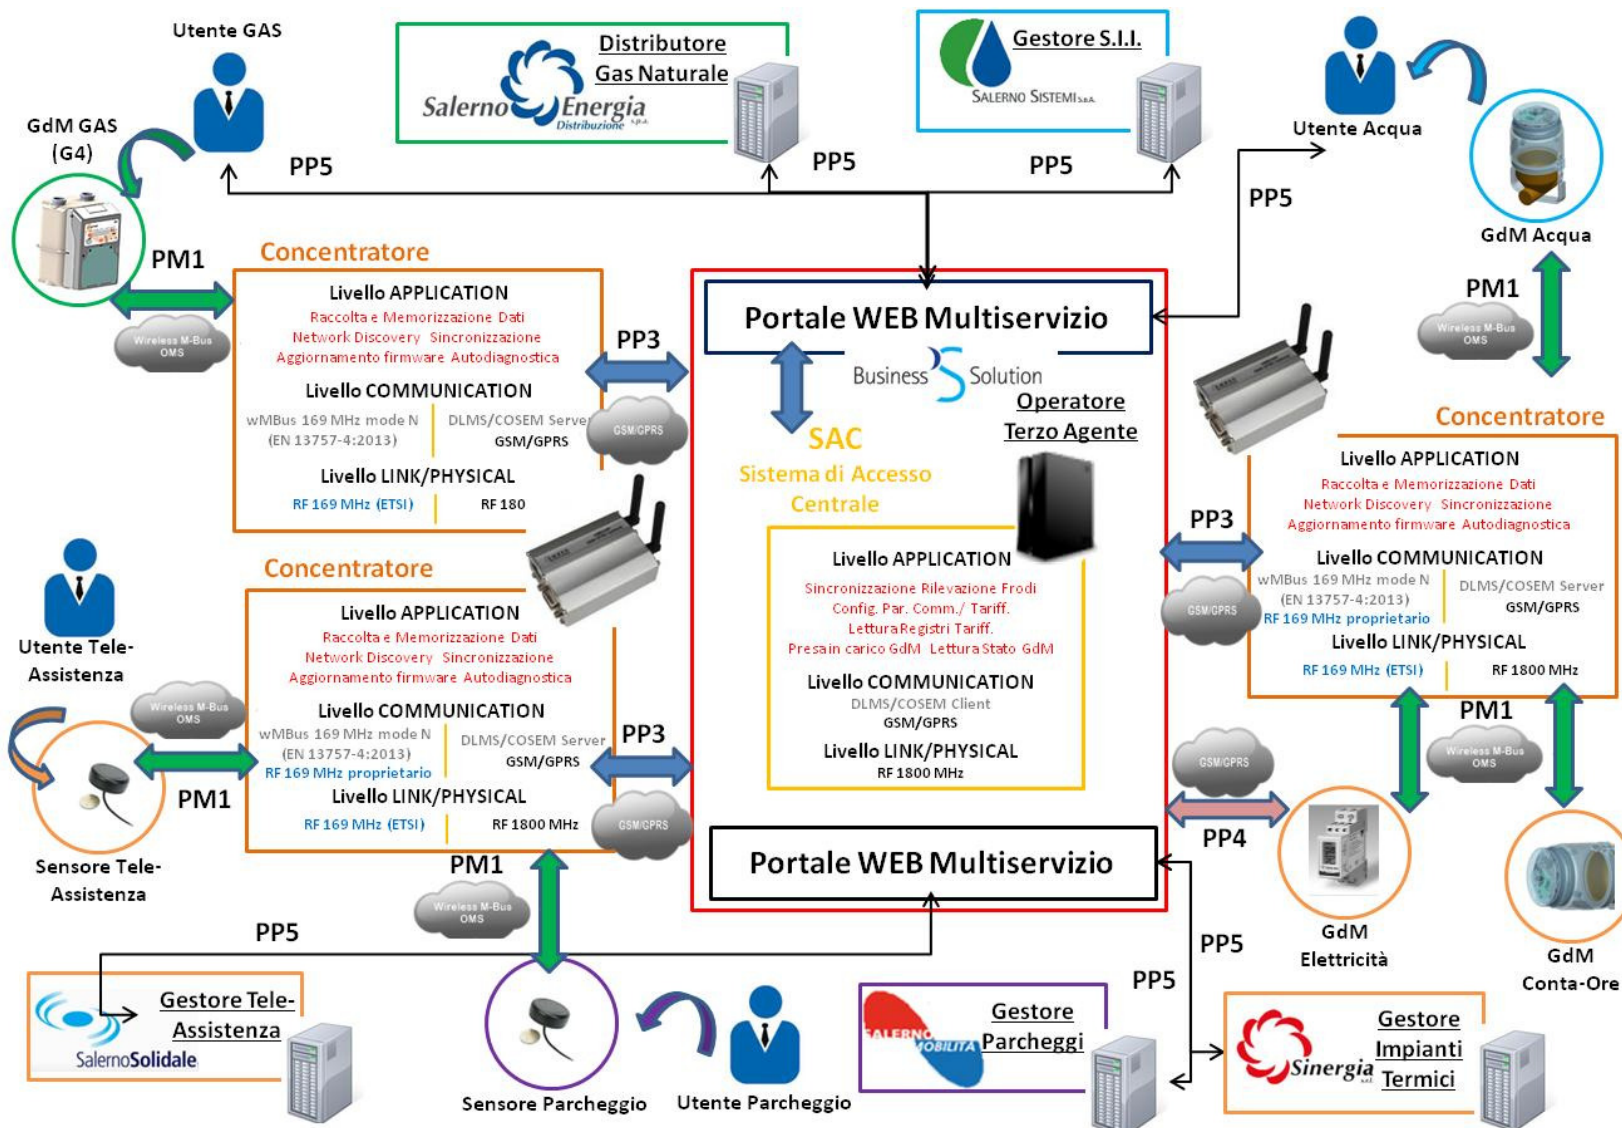 Utente GAS
Distributore
Gas Naturale
Salerno Energia
Distribuzione
s.p.a.
Gestore S.I.I.
SALERNO SISTEMI S.p.A.
Utente Acqua
GdM GAS
(G4)
PP5
PP5
PP5
PP5
GdM Acqua
PM1
Wireless M-Bus
OMS
Concentratore
Livello APPLICATION
Raccolta e Memorizzazione Dati
Network Discovery Sincronizzazione
Aggiornamento firmware Autodiagnostica
Livello COMMUNICATION
wMBus 169 MHz mode N
(EN 13757-4:2013)
DLMS/COSEM Server
GSM/GPRS
Livello LINK/PHYSICAL
RF 169 MHz (ETSI)
RF 180
PP3
GSM/GPRS
Portale WEB Multiservizio
Business Solution
Operatore
Terzo Agente
SAC
Sistema di Accesso
Centrale
Livello APPLICATION
Sincronizzazione Rilevazione Frodi
Config. Par. Comm./ Tariff.
Lettura Registri Tariff.
Presa in carico GdM Lettura Stato GdM
Livello COMMUNICATION
DLMS/COSEM Client
GSM/GPRS
Livello LINK/PHYSICAL
RF 1800 MHz
Portale WEB Multiservizio
PM1
Wireless M-Bus
OMS
Concentratore
Livello APPLICATION
Raccolta e Memorizzazione Dati
Network Discovery Sincronizzazione
Aggiornamento firmware Autodiagnostica
Livello COMMUNICATION
wMBus 169 MHz mode N
(EN 13757-4:2013)
RF 169 MHz proprietario
DLMS/COSEM Server
GSM/GPRS
Livello LINK/PHYSICAL
RF 169 MHz (ETSI)
RF 1800 MHz
PP3
GSM/GPRS
Utente Tele-
Assistenza
Wireless M-Bus
OMS
PM1
Sensore Tele-
Assistenza
Concentratore
Livello APPLICATION
Raccolta e Memorizzazione Dati
Network Discovery Sincronizzazione
Aggiornamento firmware Autodiagnostica
Livello COMMUNICATION
wMBus 169 MHz mode N
(EN 13757-4:2013)
RF 169 MHz proprietario
DLMS/COSEM Server
GSM/GPRS
Livello LINK/PHYSICAL
RF 169 MHz (ETSI)
RF 1800 MHz
PP3
GSM/GPRS
PM1
Wireless M-Bus
OMS
GSM/GPRS
PP4
PM1
Wireless M-Bus
OMS
GdM
Elettricità
GdM
Conta-Ore
PP5
PP5
PP5
Gestore Tele-
Assistenza
SalernoSolidale
Sensore Parcheggio
Utente Parcheggio
Gestore
Parcheggi
SALERNO
MOBILITÀ
Gestore
Impianti
Termici
Sinergia
s.r.l.